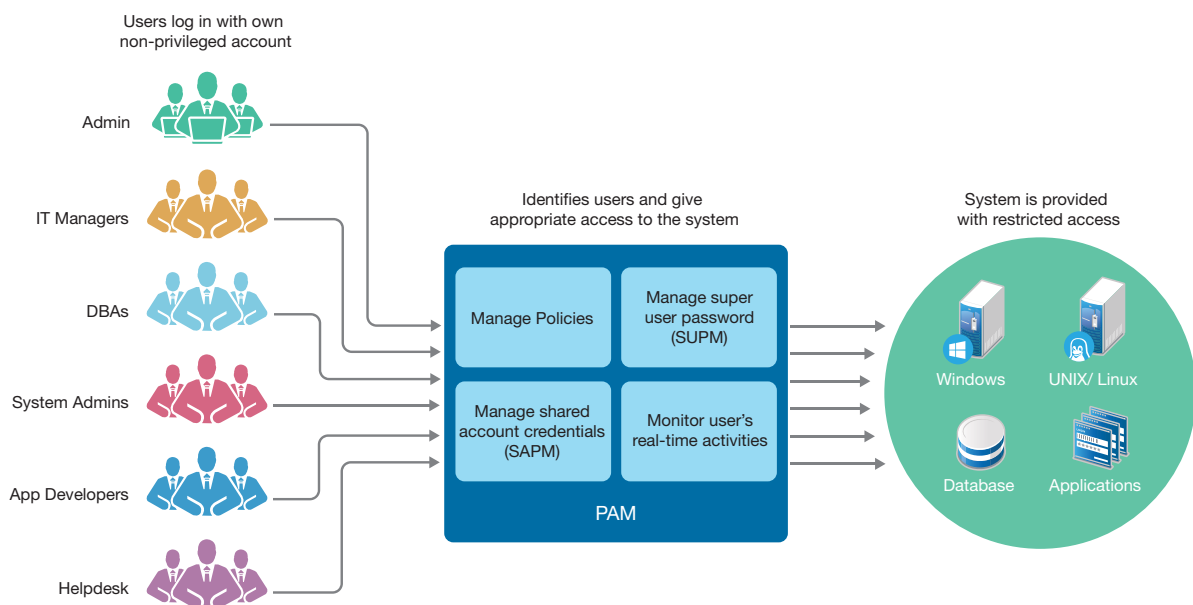 Users log in with own
non-privileged account
Admin
IT Managers
DBAs
System Admins
App Developers
Helpdesk
Identifies users and give
appropriate access to the system
Manage Policies
Manage super
user password
(SUPM)
Manage shared
account credentials
(SAPM)
Monitor user's
real-time activities
PAM
System is provided
with restricted access
Windows
UNIX/ Linux
Database
Applications